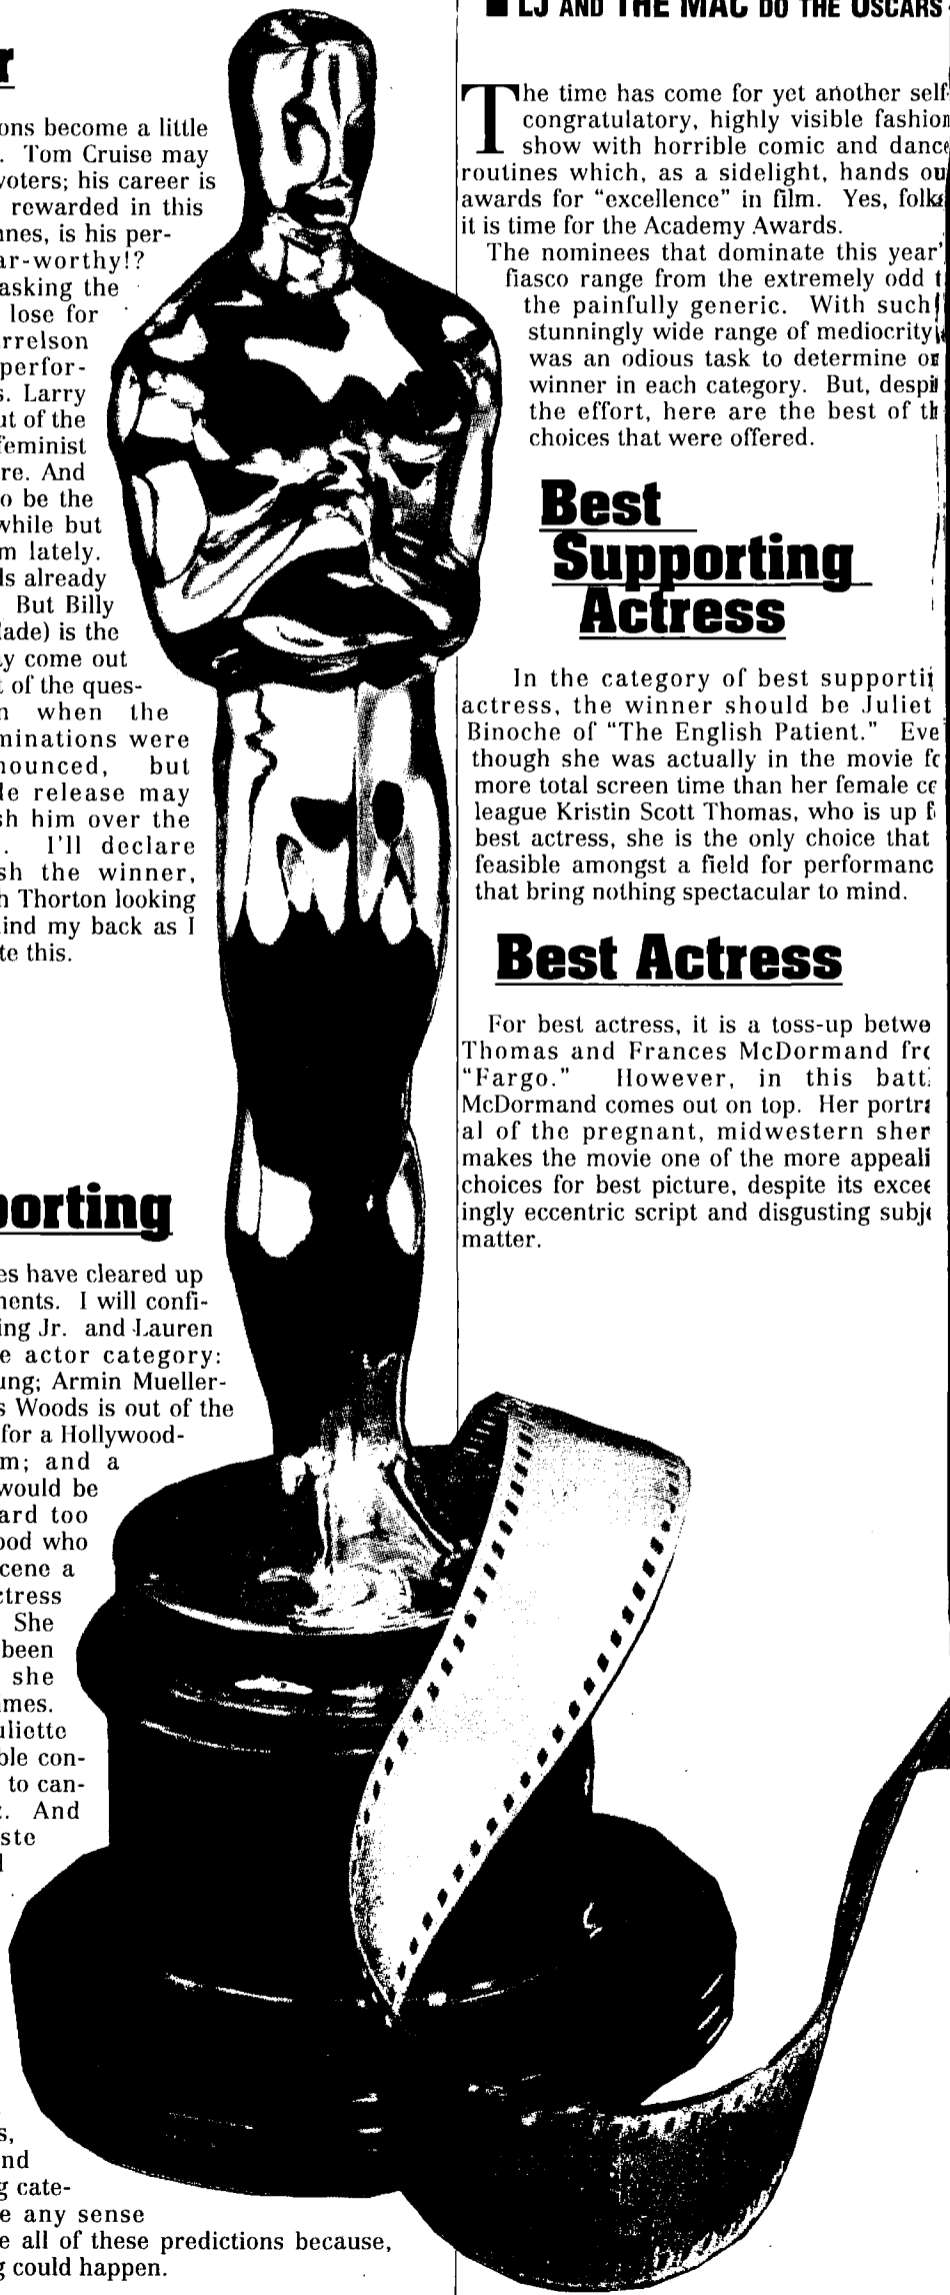 ■ LJ AND THE MAC DO THE OSCARS
r
ons become a little
. Tom Cruise may
voters; his career is
rewarded in this
nnes, is his per-
ar-worthy!?
asking the
lose for
rrelson
perfor-
s. Larry
ut of the
feminist
re. And
o be the
while but
m lately.
ls already
But Billy
lade) is the
y come out
t of the ques-
n when the
minations were
nounced, but
le release may
sh him over the
. I'll declare
sh the winner,
h Thorton looking
ind my back as I
te this.
porting
es have cleared up
nents. I will confi-
ing Jr. and Lauren
e actor category:
ung; Armin Mueller-
s Woods is out of the
for a Hollywood-
m; and a
would be
ard too
ood who
cene a
ctress
She
been
she
mes.
uliette
ble con-
to can-
. And
ste
s,
nd
g cate-
e any sense
e all of these predictions because,
g could happen.
The time has come for yet another self-
congratulatory, highly visible fashion
show with horrible comic and dance
routines which, as a sidelight, hands ou
awards for “excellence” in film. Yes, folks
it is time for the Academy Awards.
The nominees that dominate this year'
fiasco range from the extremely odd t
the painfully generic. With such
stunningly wide range of mediocrity
was an odious task to determine on
winner in each category. But, despi
the effort, here are the best of th
choices that were offered.
Best
Supporting
Actress
In the category of best supporti
actress, the winner should be Juliet
Binoche of “The English Patient.” Eve
though she was actually in the movie fo
more total screen time than her female co
league Kristin Scott Thomas, who is up f
best actress, she is the only choice that
feasible amongst a field for performanc
that bring nothing spectacular to mind.
Best Actress
For best actress, it is a toss-up betwe
Thomas and Frances McDormand fro
“Fargo.” However, in this batt
McDormand comes out on top. Her portra
al of the pregnant, midwestern sher
makes the movie one of the more appeali
choices for best picture, despite its excee
ingly eccentric script and disgusting subje
matter.